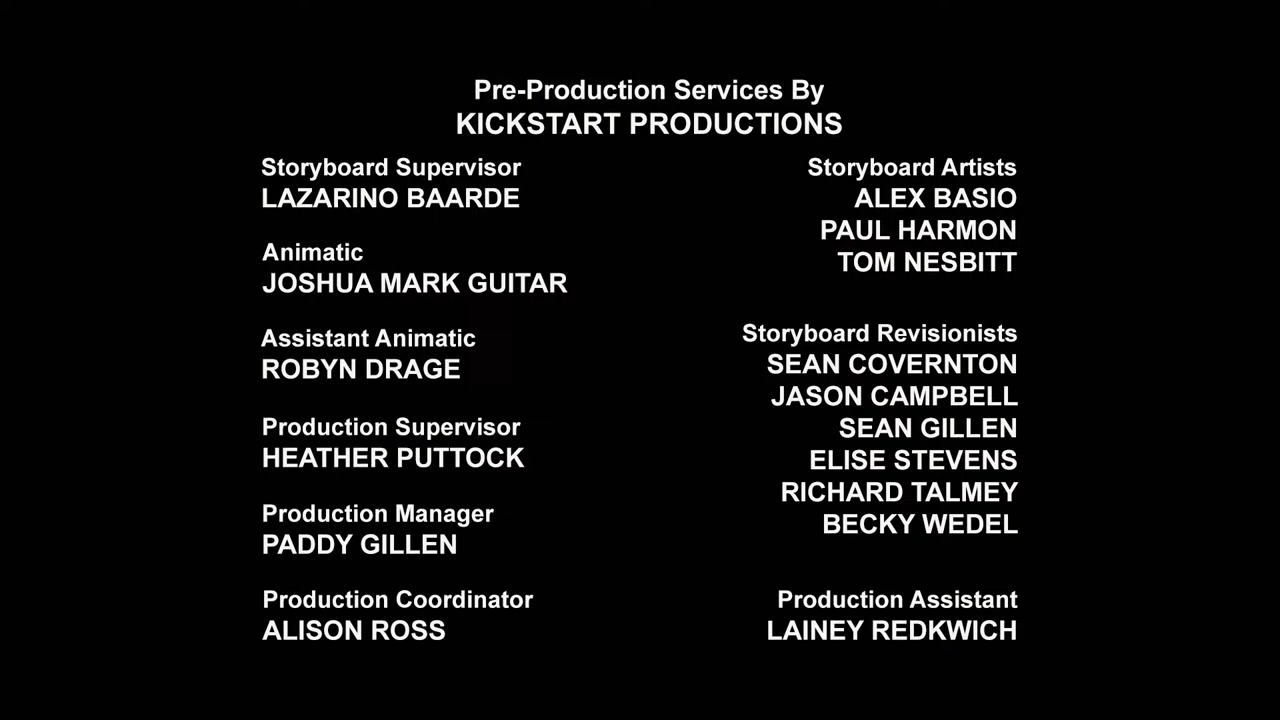 Pre-Production Services By
KICKSTART PRODUCTIONS
Storyboard Supervisor
LAZARINO BAARDE
Animatic
JOSHUA MARK GUITAR
Assistant Animatic
ROBYN DRAGE
Production Supervisor
HEATHER PUTTOCK
Production Manager
PADDY GILLEN
Production Coordinator
ALISON ROSS
Storyboard Artists
ALEX BASIO
PAUL HARMON
TOM NESBITT
Storyboard Revisionists
SEAN COVERNTON
JASON CAMPBELL
SEAN GILLEN
ELISE STEVENS
RICHARD TALMEY
BECKY WEDEL
Production Assistant
LAINEY REDKWICH